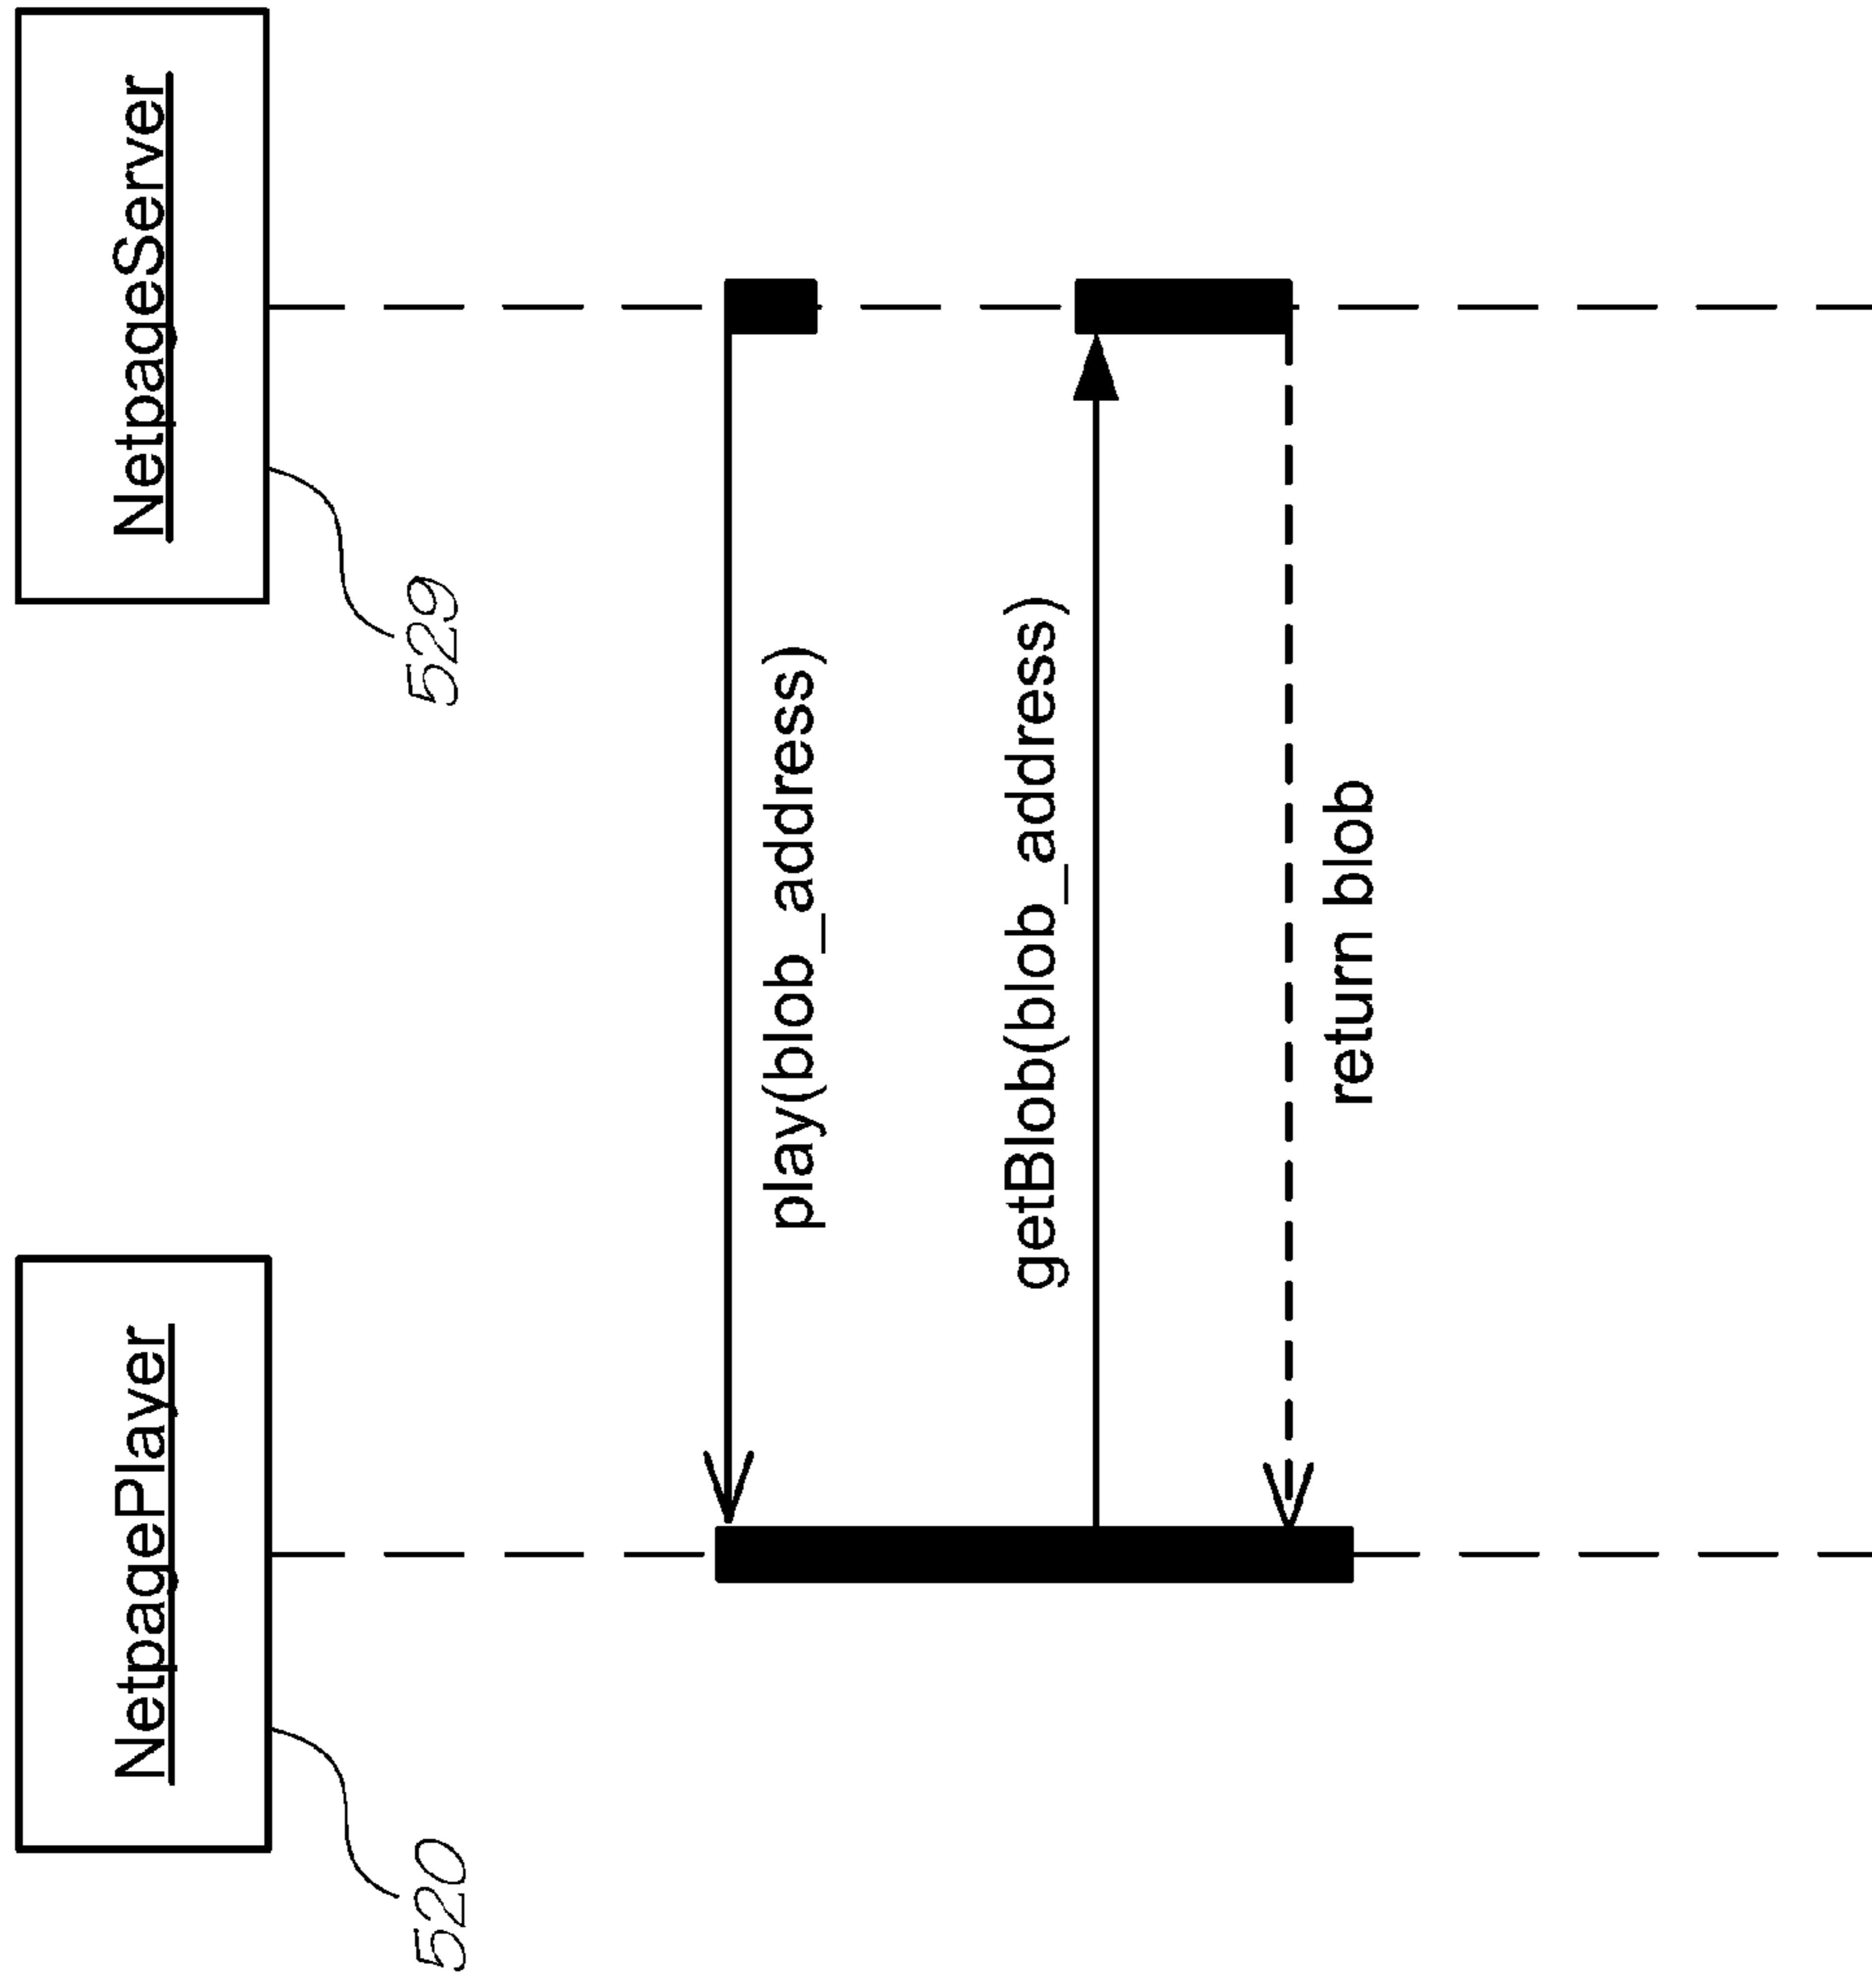 NetpagePlayer
NetpageServer
520
529
play(blob_address)
getBlob(blob_address)
return blob